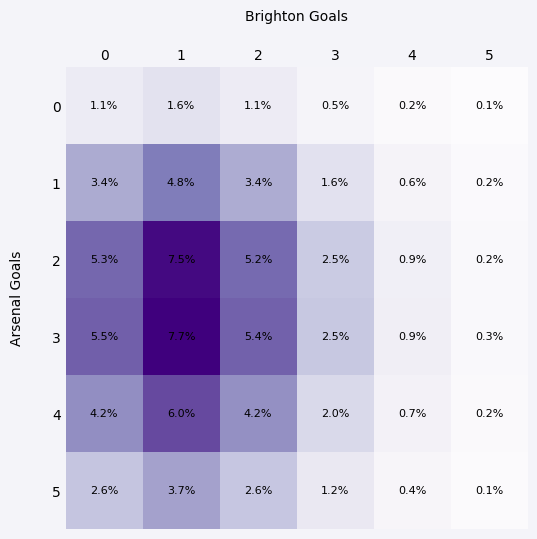 Brighton Goals
0 1 2 3 4 5
0 1.1% 1.6% 1.1% 0.5% 0.2% 0.1%
1 3.4% 4.8% 3.4% 1.6% 0.6% 0.2%
2 5.3% 7.5% 5.2% 2.5% 0.9% 0.2%
Arsenal Goals
3 5.5% 7.7% 5.4% 2.5% 0.9% 0.3%
4 4.2% 6.0% 4.2% 2.0% 0.7% 0.2%
5 2.6% 3.7% 2.6% 1.2% 0.4% 0.1%